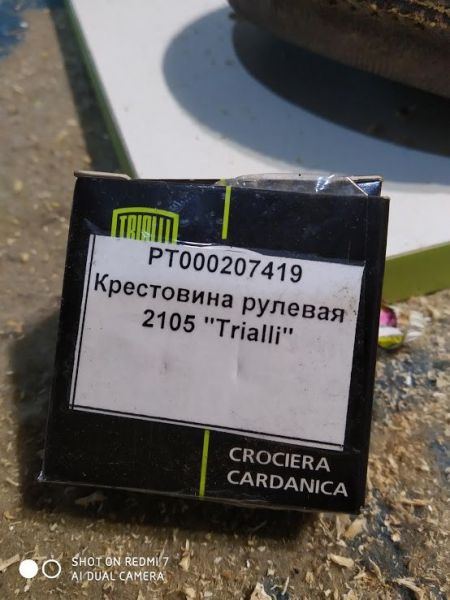 TRIALLI
PT000207419
Крестовина рулевая
2105 "Trialli"
CROCIERA
CARDANICA
SHOT ON REDMI 7
AI DUAL CAMERA